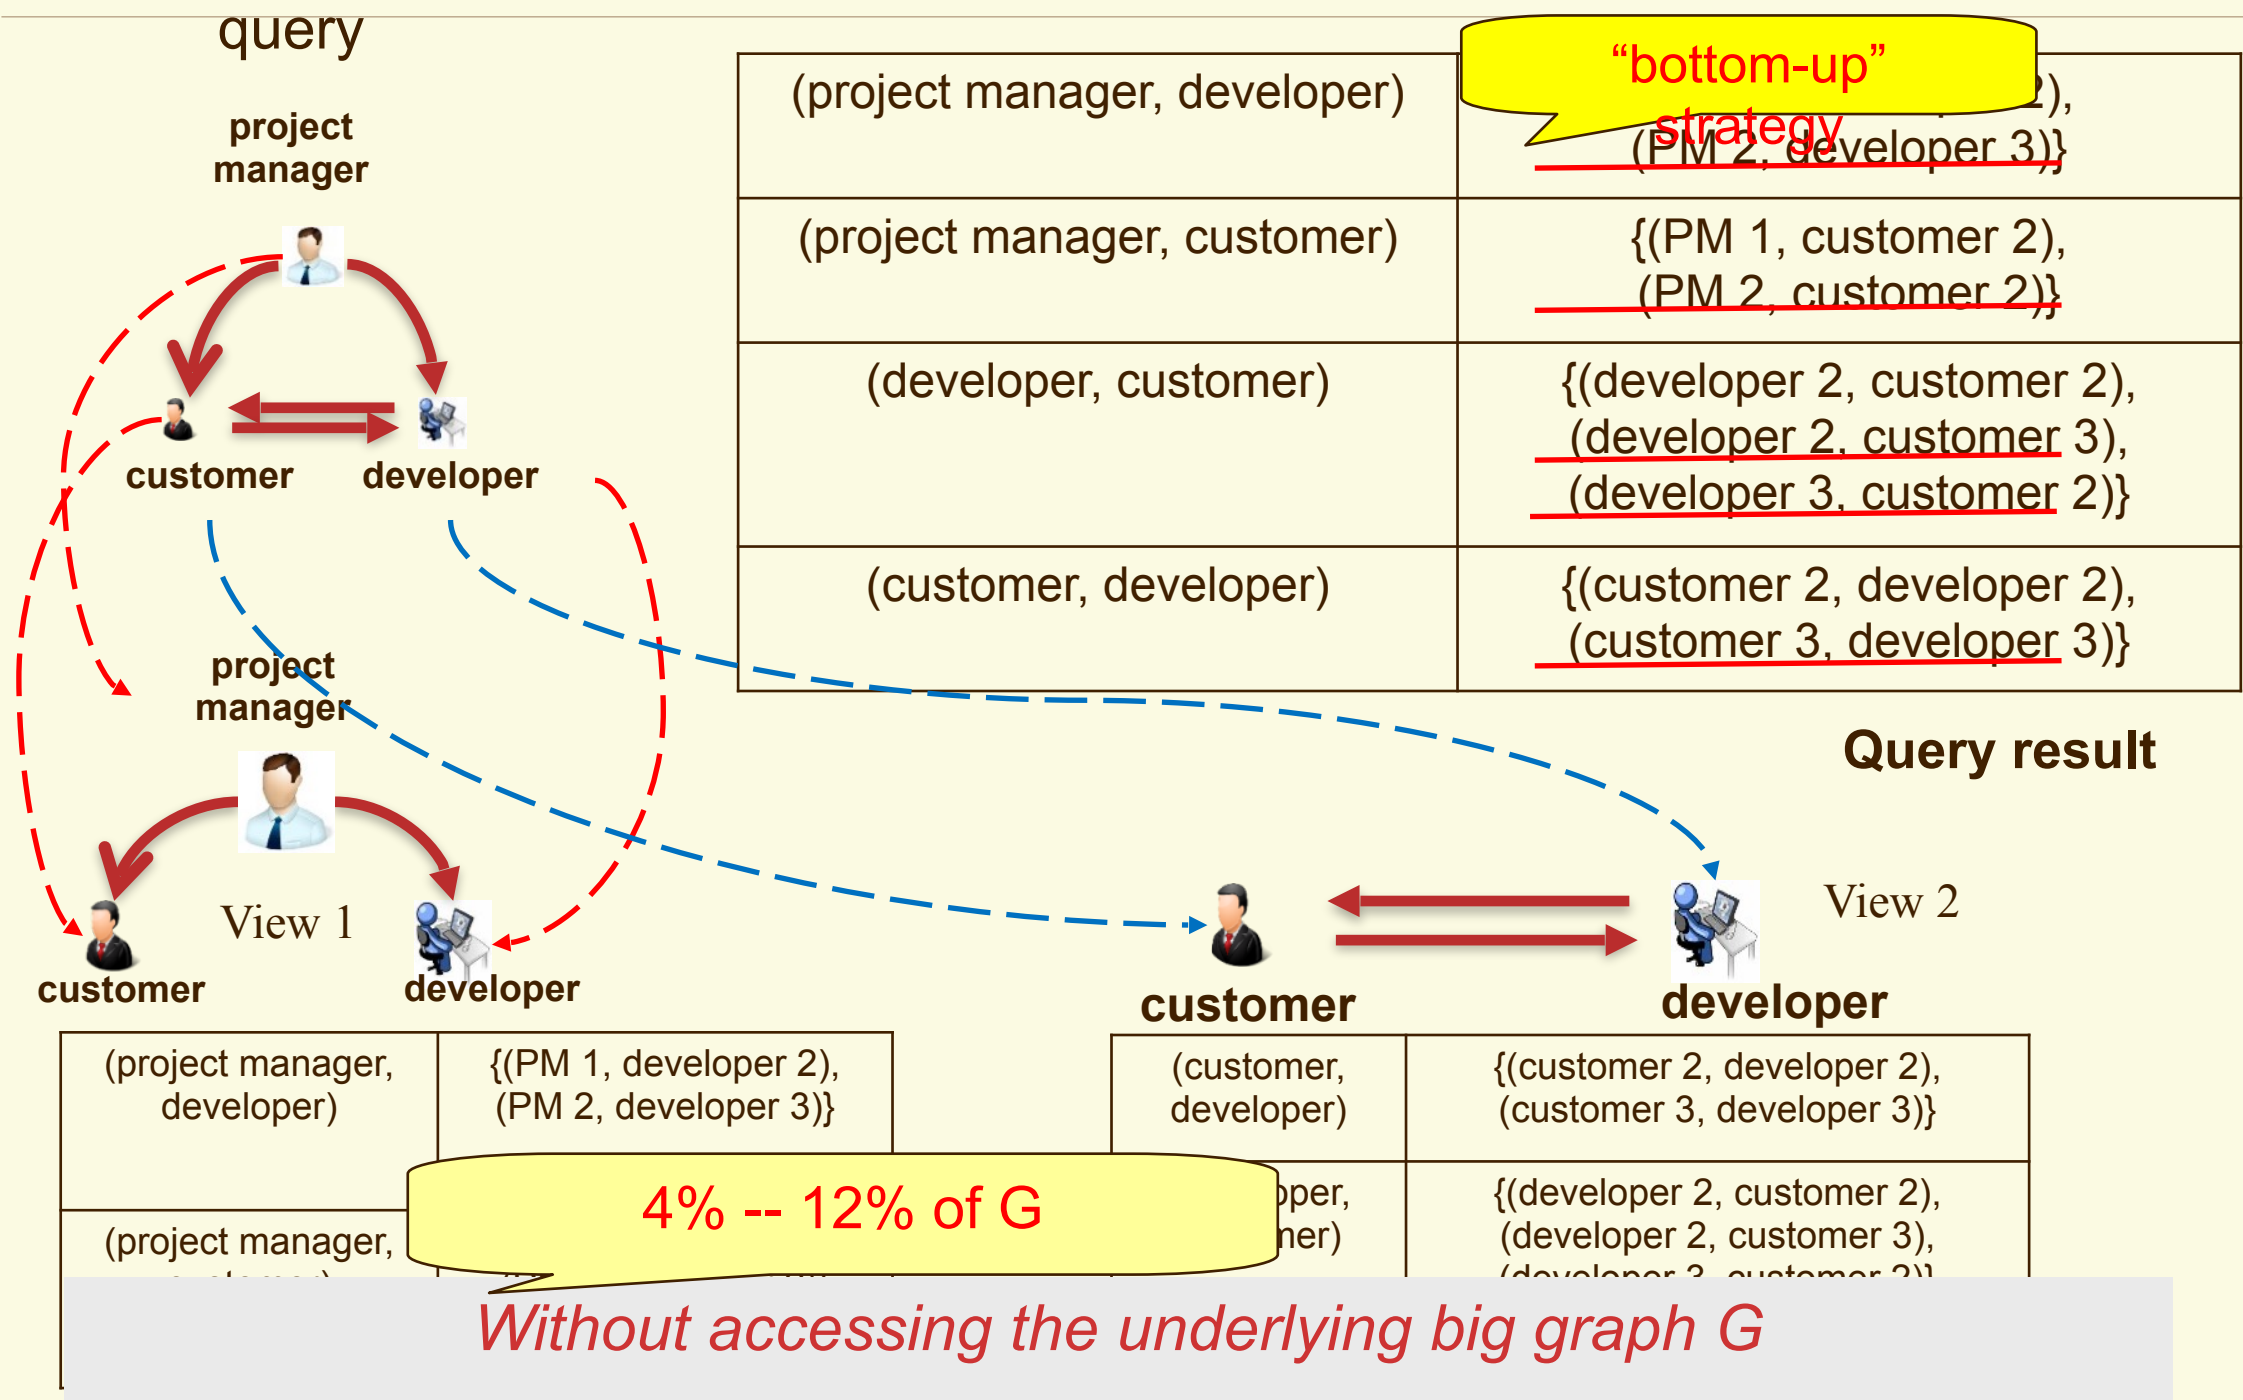 query
project
manager
customer
developer
(project manager, developer)
“bottom-up”
strategy
2),
(PM 2, developer 3)}
(project manager, customer)
{(PM 1, customer 2),
(PM 2, customer 2)}
(developer, customer)
{(developer 2, customer 2),
(developer 2, customer 3),
(developer 3, customer 2)}
(customer, developer)
{(customer 2, developer 2),
(customer 3, developer 3)}
Query result
project
manager
View 1
customer
developer
View 2
customer
developer
(project manager,
developer)
{(PM 1, developer 2),
(PM 2, developer 3)}
(project manager,
(customer,
developer)
{(customer 2, developer 2),
(customer 3, developer 3)}
{(developer 2, customer 2),
(developer 2, customer 3),
(developer 3, customer 2)}
4% -- 12% of G
Without accessing the underlying big graph G